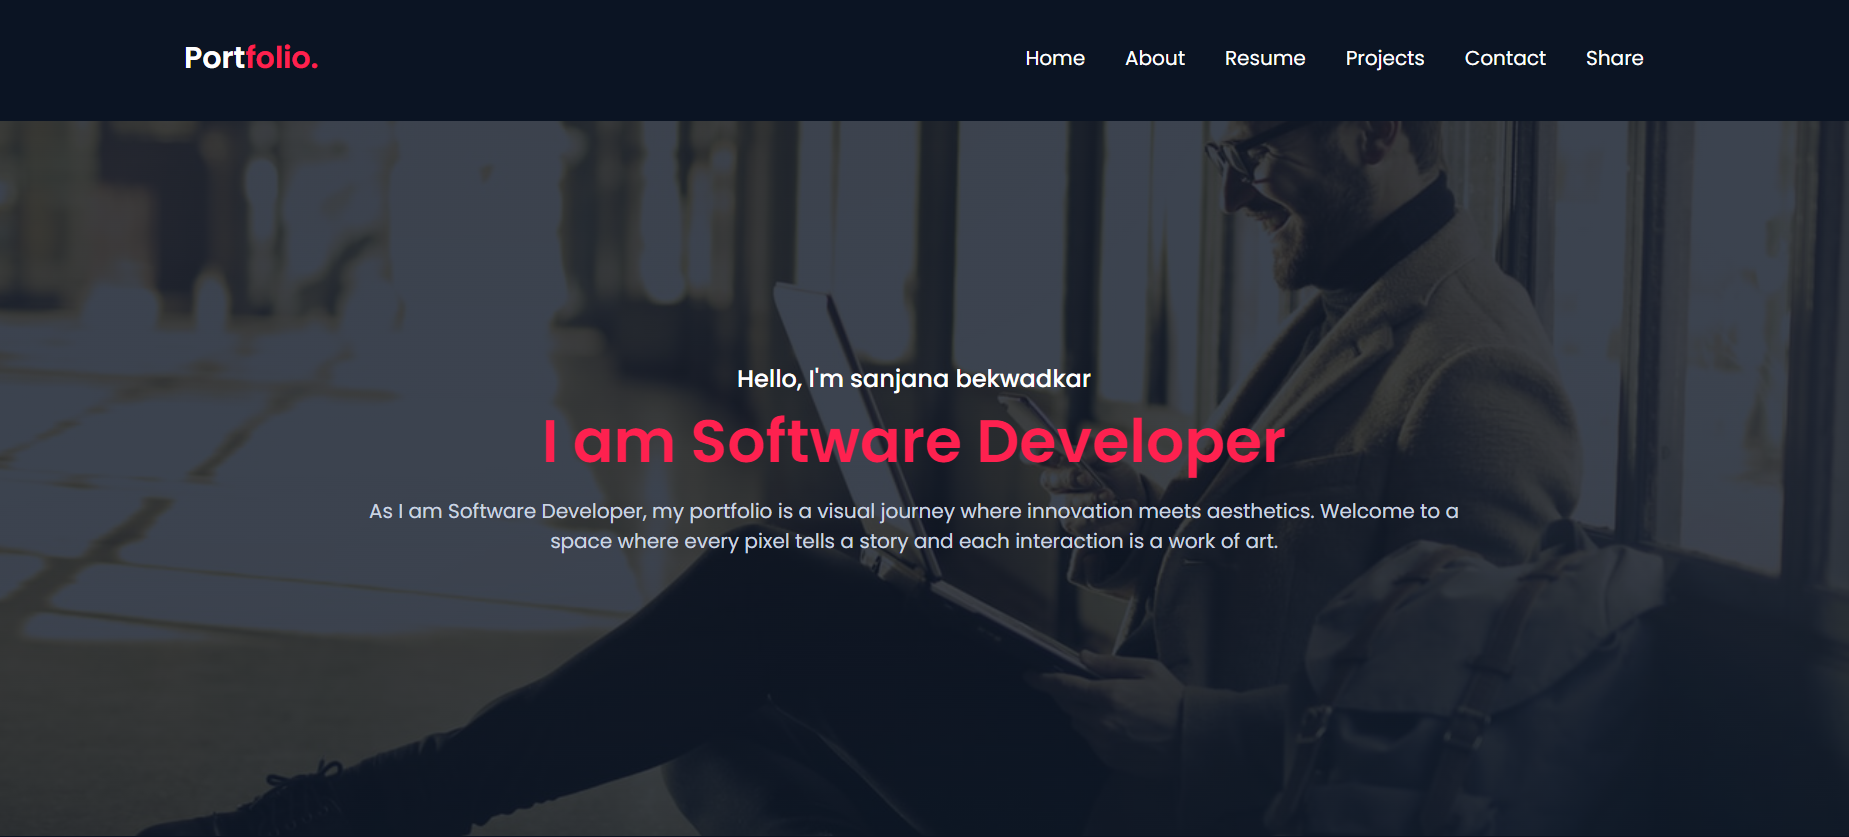 Portfolio.
Home About Resume Projects Contact Share
Hello, I'm sanjana bekwadkar
I am Software Developer
As I am Software Developer, my portfolio is a visual journey where innovation meets aesthetics. Welcome to a
space where every pixel tells a story and each interaction is a work of art.